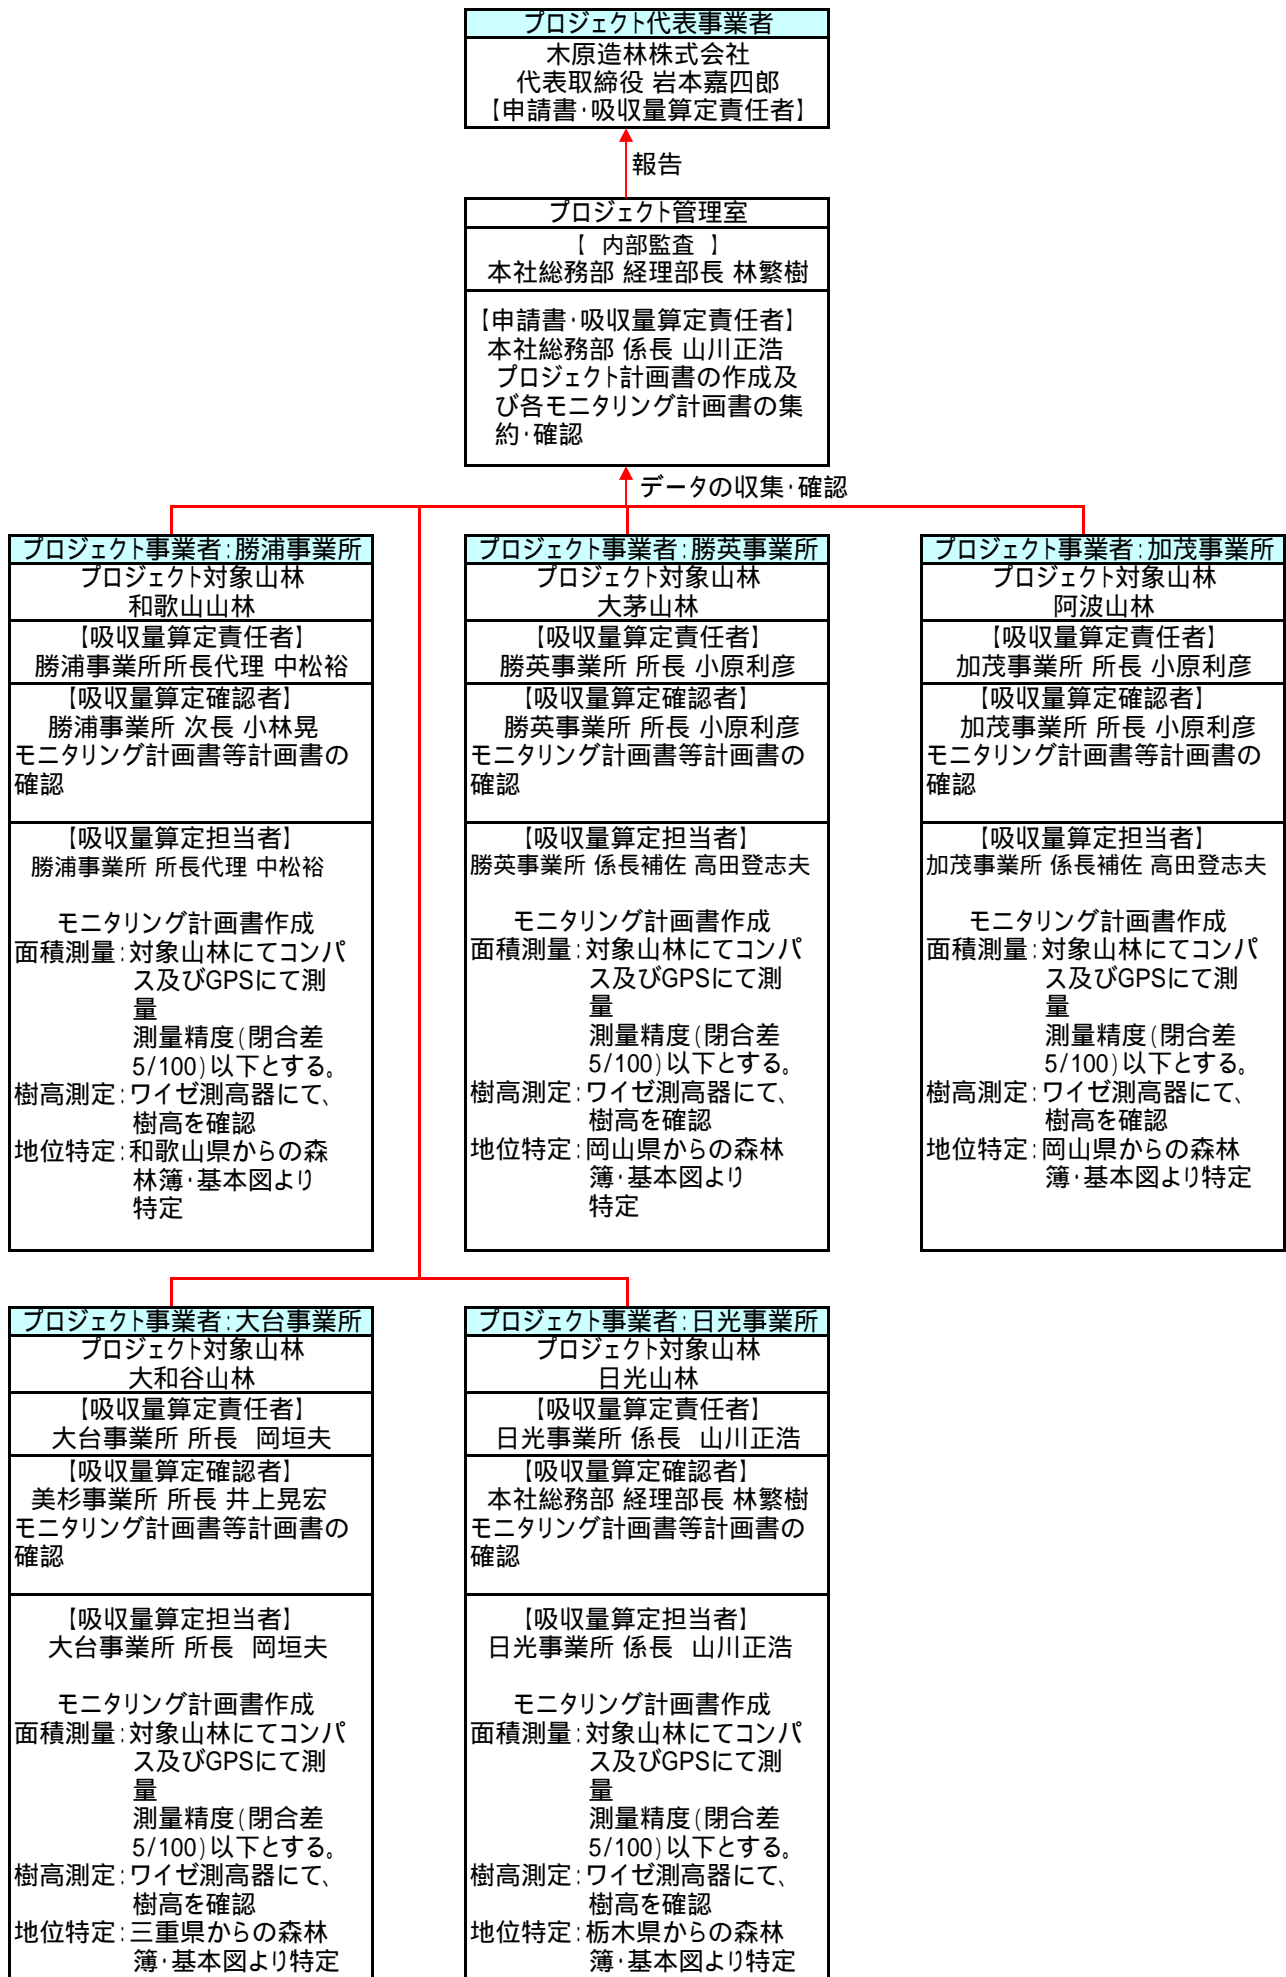 プロジェクト代表事業者
木原造林株式会社
代表取締役 岩本嘉四郎
【申請書・吸収量算定責任者】
報告
プロジェクト管理室
【 内部監査 】
本社総務部 経理部長 林繁樹
【申請書・吸収量算定責任者】
本社総務部 係長 山川正浩
プロジェクト計画書の作成及
び各モニタリング計画書の集
約・確認
データの収集・確認
プロジェクト事業者:勝浦事業所
プロジェクト対象山林
和歌山山林
【吸収量算定責任者】
勝浦事業所所長代理 中松裕
【吸収量算定確認者】
勝浦事業所 次長 小林晃
モニタリング計画書等計画書の
確認
【吸収量算定担当者】
勝浦事業所 所長代理 中松裕
モニタリング計画書作成
面積測量:対象山林にてコンパ
ス及びGPSにて測
量
測量精度(閉合差
5/100)以下とする。
樹高測定:ワイゼ測高器にて、
樹高を確認
地位特定:和歌山県からの森
林簿・基本図より
特定
プロジェクト事業者:勝英事業所
プロジェクト対象山林
大茅山林
【吸収量算定責任者】
勝英事業所 所長 小原利彦
【吸収量算定確認者】
勝英事業所 所長 小原利彦
モニタリング計画書等計画書の
確認
【吸収量算定担当者】
勝英事業所 係長補佐 高田登志夫
モニタリング計画書作成
面積測量:対象山林にてコンパ
ス及びGPSにて測
量
測量精度(閉合差
5/100)以下とする。
樹高測定:ワイゼ測高器にて、
樹高を確認
地位特定:岡山県からの森林
簿・基本図より
特定
プロジェクト事業者:加茂事業所
プロジェクト対象山林
阿波山林
【吸収量算定責任者】
加茂事業所 所長 小原利彦
【吸収量算定確認者】
加茂事業所 所長 小原利彦
モニタリング計画書等計画書の
確認
【吸収量算定担当者】
加茂事業所 係長補佐 高田登志夫
モニタリング計画書作成
面積測量:対象山林にてコンパ
ス及びGPSにて測
量
測量精度(閉合差
5/100)以下とする。
樹高測定:ワイゼ測高器にて、
樹高を確認
地位特定:岡山県からの森林
簿・基本図より特定
プロジェクト事業者:大台事業所
プロジェクト対象山林
大和谷山林
【吸収量算定責任者】
大台事業所 所長 岡垣夫
【吸収量算定確認者】
美杉事業所 所長 井上晃宏
モニタリング計画書等計画書の
確認
【吸収量算定担当者】
大台事業所 所長 岡垣夫
モニタリング計画書作成
面積測量:対象山林にてコンパ
ス及びGPSにて測
量
測量精度(閉合差
5/100)以下とする。
樹高測定:ワイゼ測高器にて、
樹高を確認
地位特定:三重県からの森林
簿・基本図より特定
プロジェクト事業者:日光事業所
プロジェクト対象山林
日光山林
【吸収量算定責任者】
日光事業所 係長 山川正浩
【吸収量算定確認者】
本社総務部 経理部長 林繁樹
モニタリング計画書等計画書の
確認
【吸収量算定担当者】
日光事業所 係長 山川正浩
モニタリング計画書作成
面積測量:対象山林にてコンパ
ス及びGPSにて測
量
測量精度(閉合差
5/100)以下とする。
樹高測定:ワイゼ測高器にて、
樹高を確認
地位特定:栃木県からの森林
簿・基本図より特定